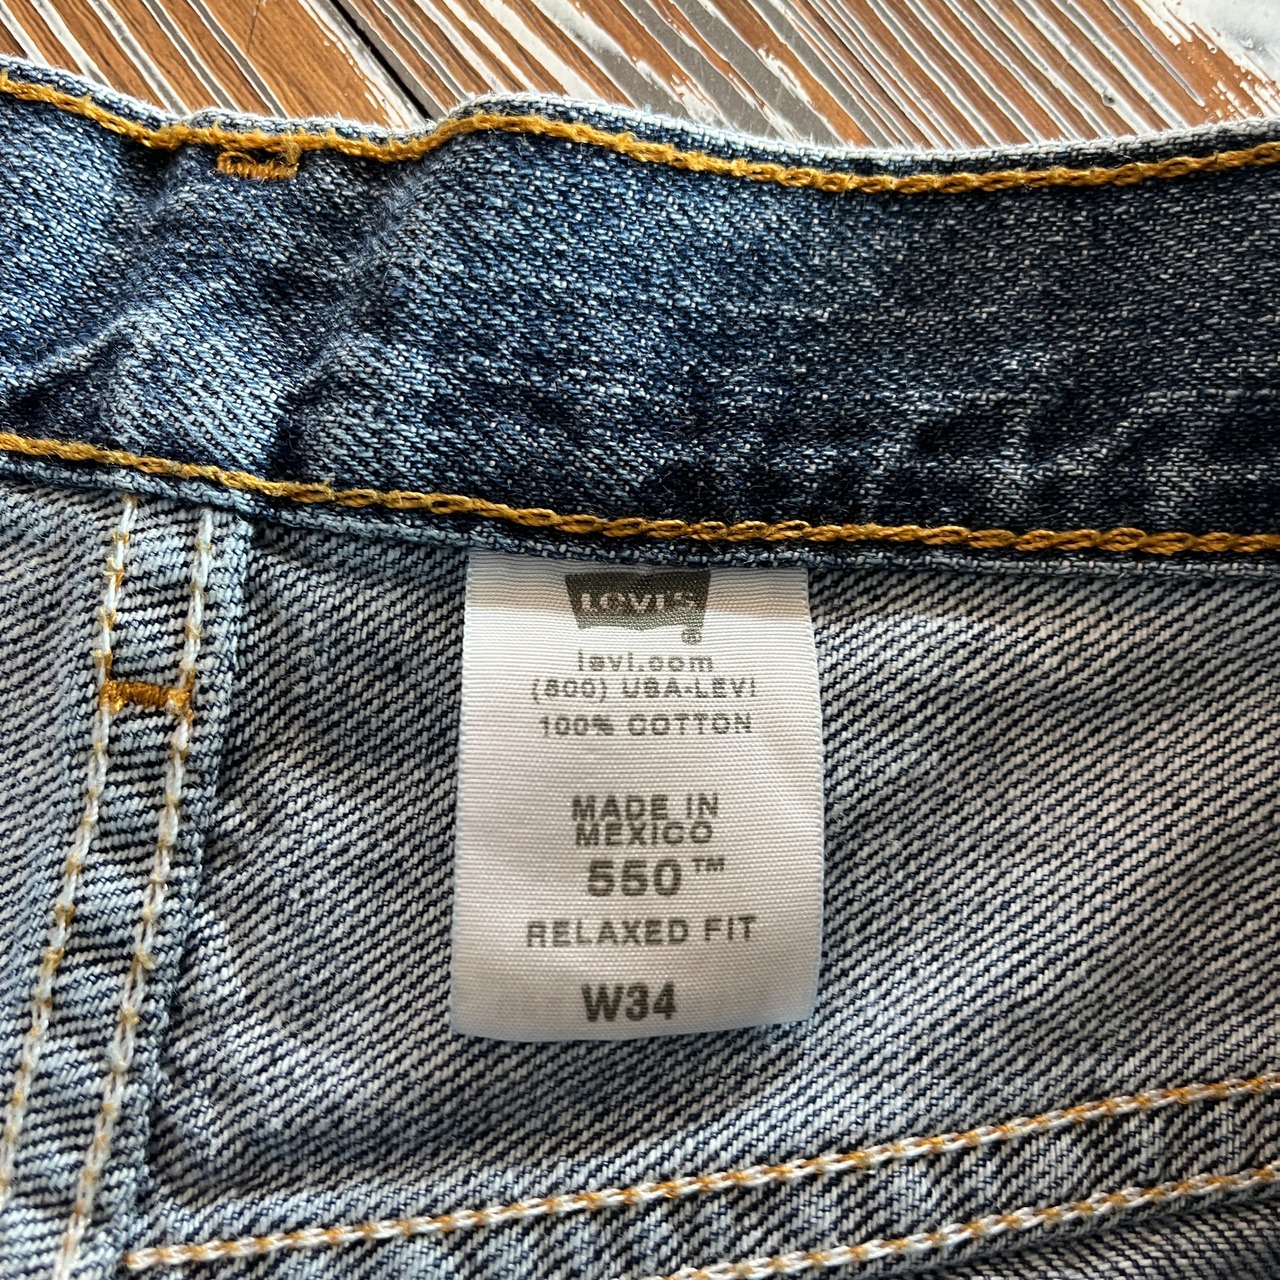 LEVI'S
®
levi.com
(800) USA-LEVI
100% COTTON
MADE IN
MEXICO
550™
RELAXED FIT
W34